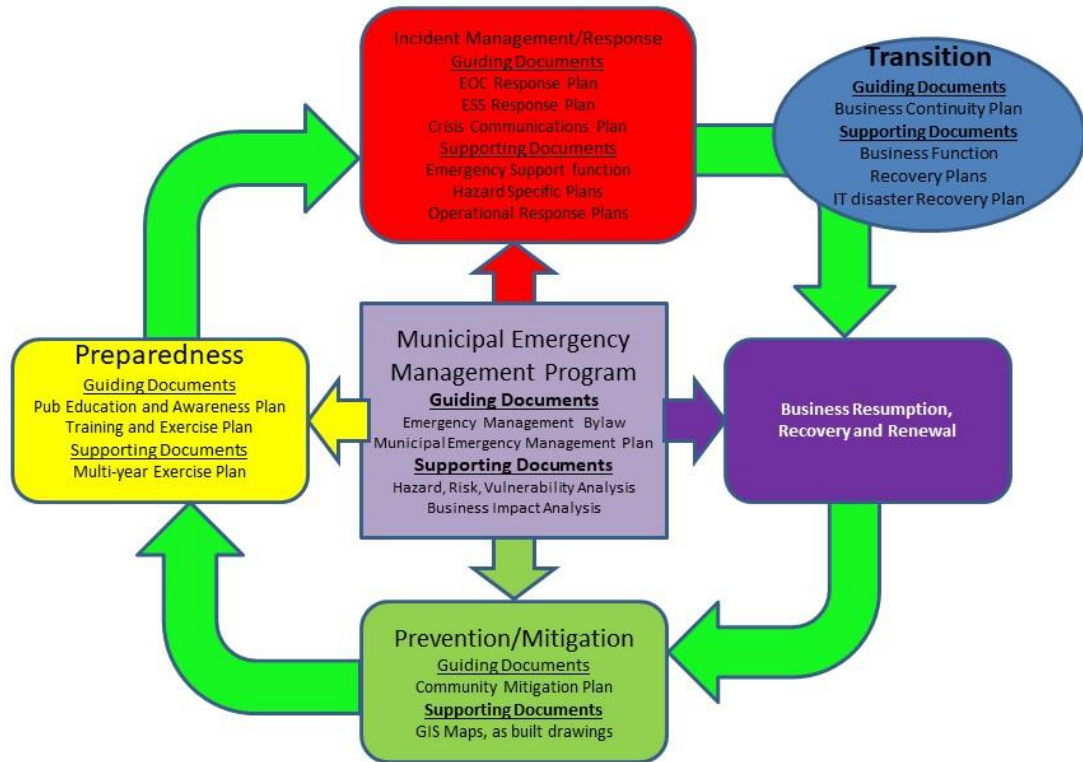 Incident Management/Response
Guiding Documents
EOC Response Plan
ESS Response Plan
Crisis Communications Plan
Supporting Documents
Emergency Support function
Hazard Specific Plans
Operational Response Plans
Transition
Guiding Documents
Business Continuity Plan
Supporting Documents
Business Function
Recovery Plans
IT disaster Recovery Plan
Preparedness
Guiding Documents
Pub Education and Awareness Plan
Training and Exercise Plan
Supporting Documents
Multi-year Exercise Plan
Municipal Emergency
Management Program
Guiding Documents
Emergency Management Bylaw
Municipal Emergency Management Plan
Supporting Documents
Hazard, Risk, Vulnerability Analysis
Business Impact Analysis
Business Resumption,
Recovery and Renewal
Prevention/Mitigation
Guiding Documents
Community Mitigation Plan
Supporting Documents
GIS Maps, as built drawings